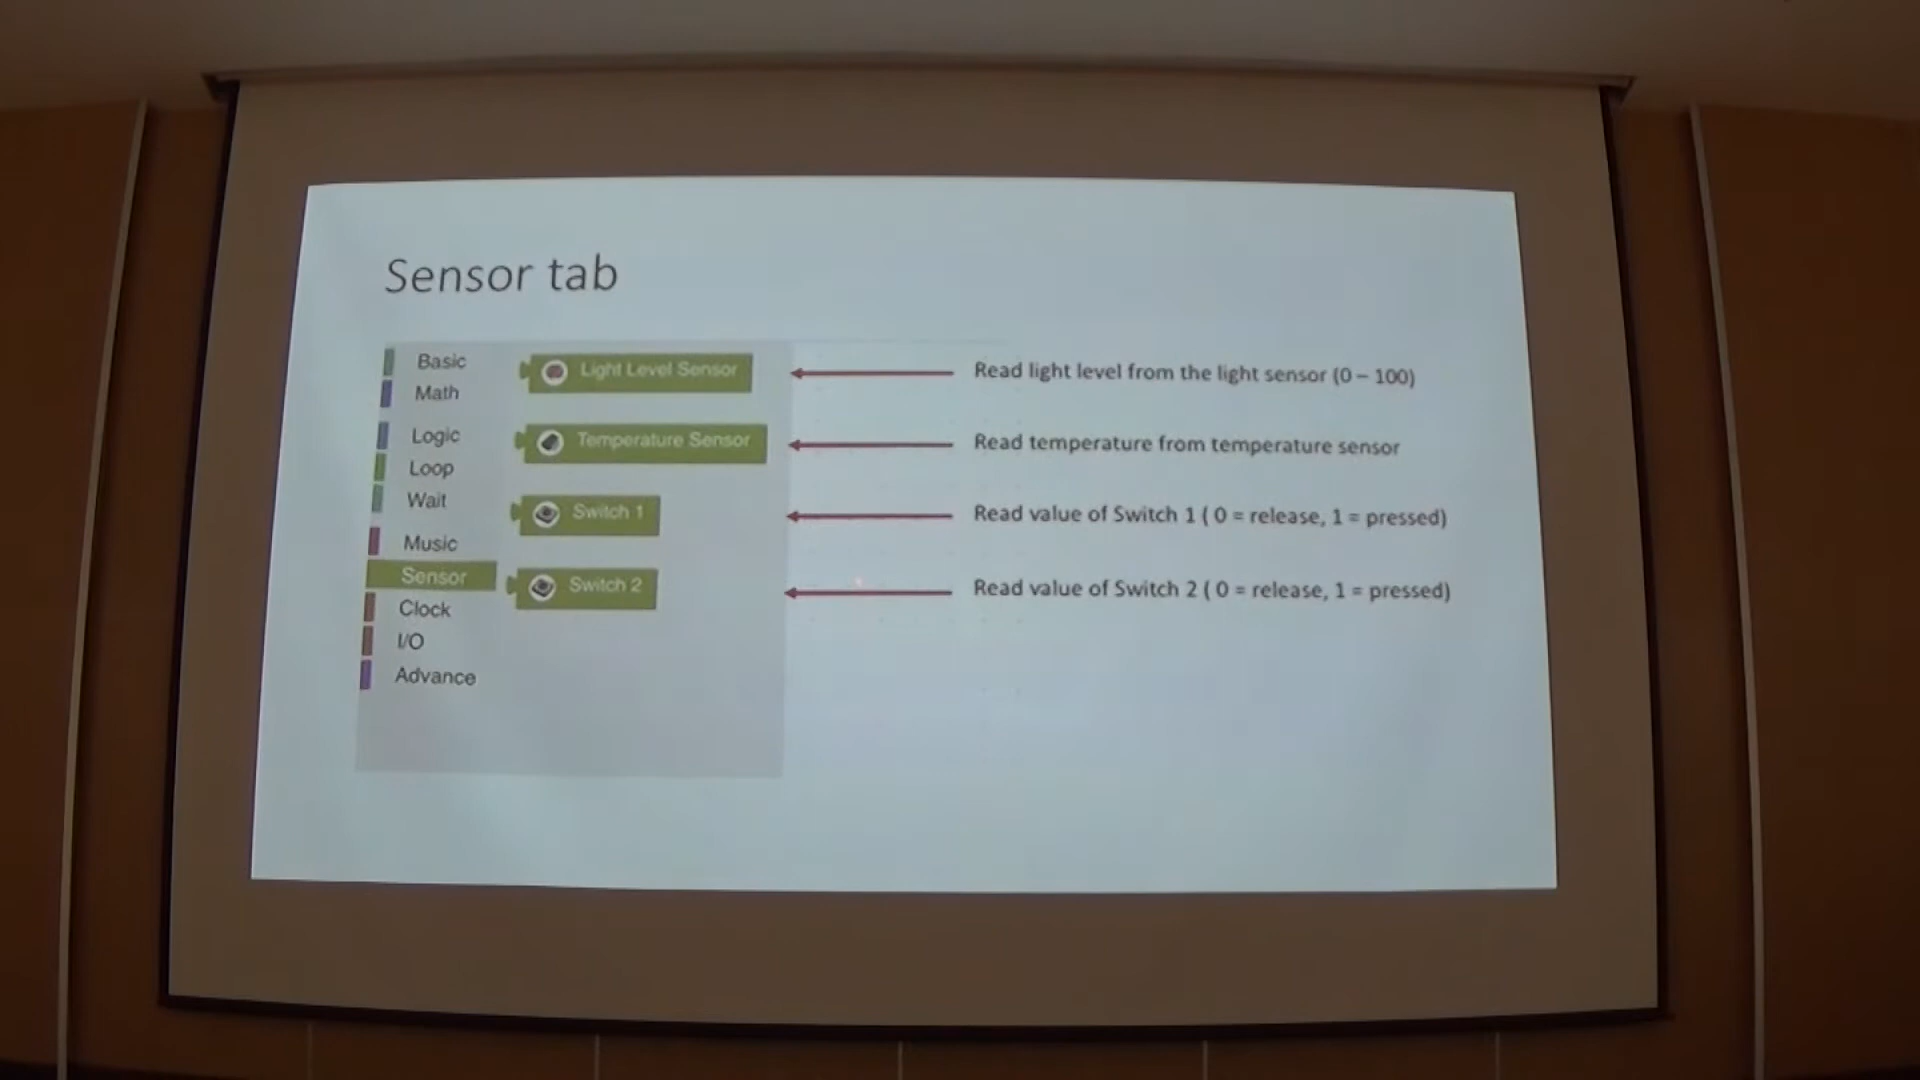 Sensor tab
Basic
Math
Logic
Loop
Wait
Music
Sensor
Clock
I/O
Advance
Light Level Sensor
Temperature Sensor
Switch 1
Switch 2
Read light level from the light sensor (0 – 100)
Read temperature from temperature sensor
Read value of Switch 1 ( 0 = release, 1 = pressed)
Read value of Switch 2 ( 0 = release, 1 = pressed)